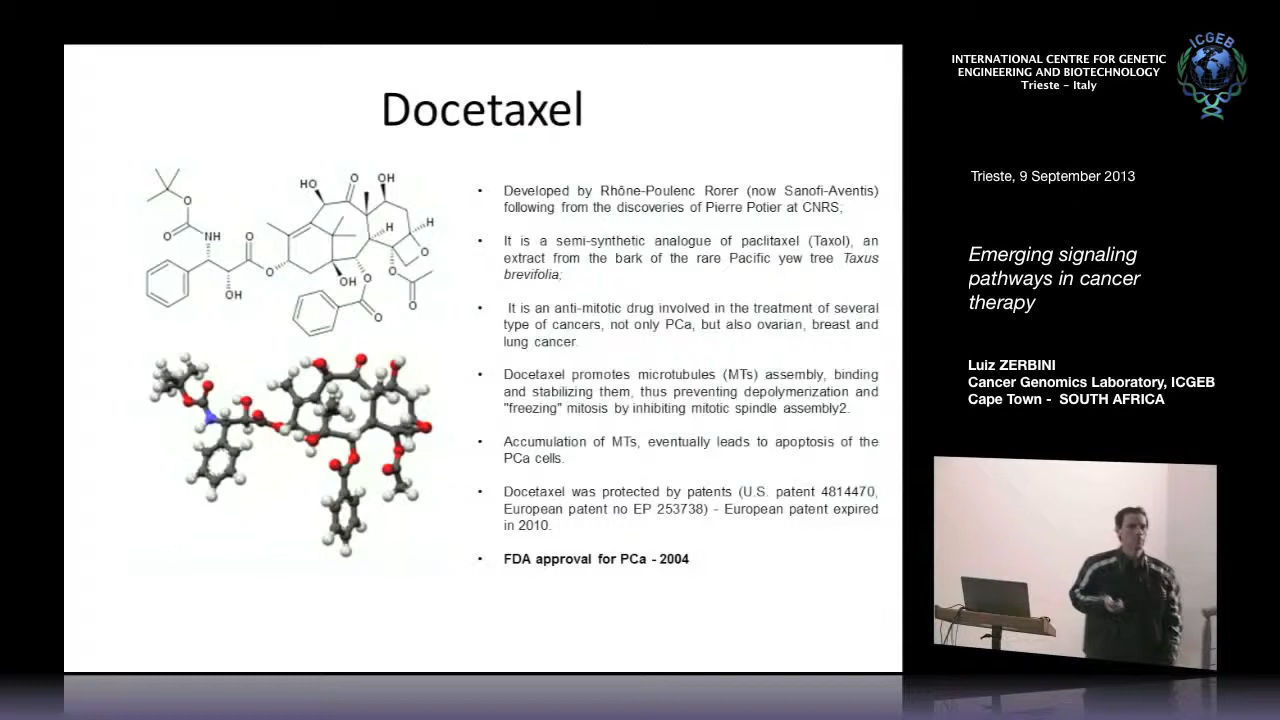 Docetaxel
HO
O
OH
O
O
NH
O
O
OH
H
H
O
OH
O
O
O
O
• Developed by Rhône-Poulenc Rorer (now Sanofi-Aventis)
following from the discoveries of Pierre Potier at CNRS;
• It is a semi-synthetic analogue of paclitaxel (Taxol), an
extract from the bark of the rare Pacific yew tree Taxus
brevifolia;
• It is an anti-mitotic drug involved in the treatment of several
type of cancers, not only PCa, but also ovarian, breast and
lung cancer.
• Docetaxel promotes microtubules (MTs) assembly, binding
and stabilizing them, thus preventing depolymerization and
"freezing" mitosis by inhibiting mitotic spindle assembly2.
• Accumulation of MTs, eventually leads to apoptosis of the
PCa cells.
• Docetaxel was protected by patents (U.S. patent 4814470,
European patent no EP 253738) - European patent expired
in 2010.
• FDA approval for PCa - 2004
INTERNATIONAL CENTRE FOR GENETIC
ENGINEERING AND BIOTECHNOLOGY
Trieste - Italy
ICGEB
Trieste, 9 September 2013
Emerging signaling
pathways in cancer
therapy
Luiz ZERBINI
Cancer Genomics Laboratory, ICGEB
Cape Town - SOUTH AFRICA